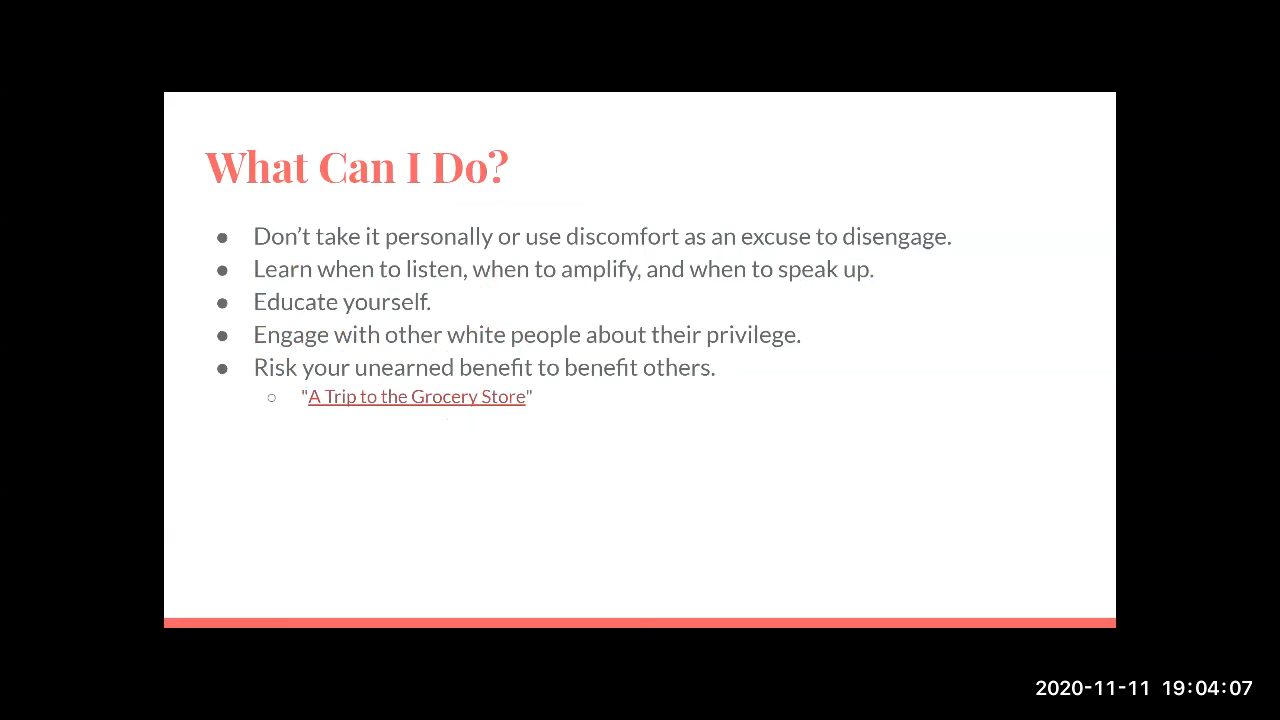 What Can I Do?
● Don’t take it personally or use discomfort as an excuse to disengage.
● Learn when to listen, when to amplify, and when to speak up.
● Educate yourself.
● Engage with other white people about their privilege.
● Risk your unearned benefit to benefit others.
○ "A Trip to the Grocery Store"
2020-11-11 19:04:07